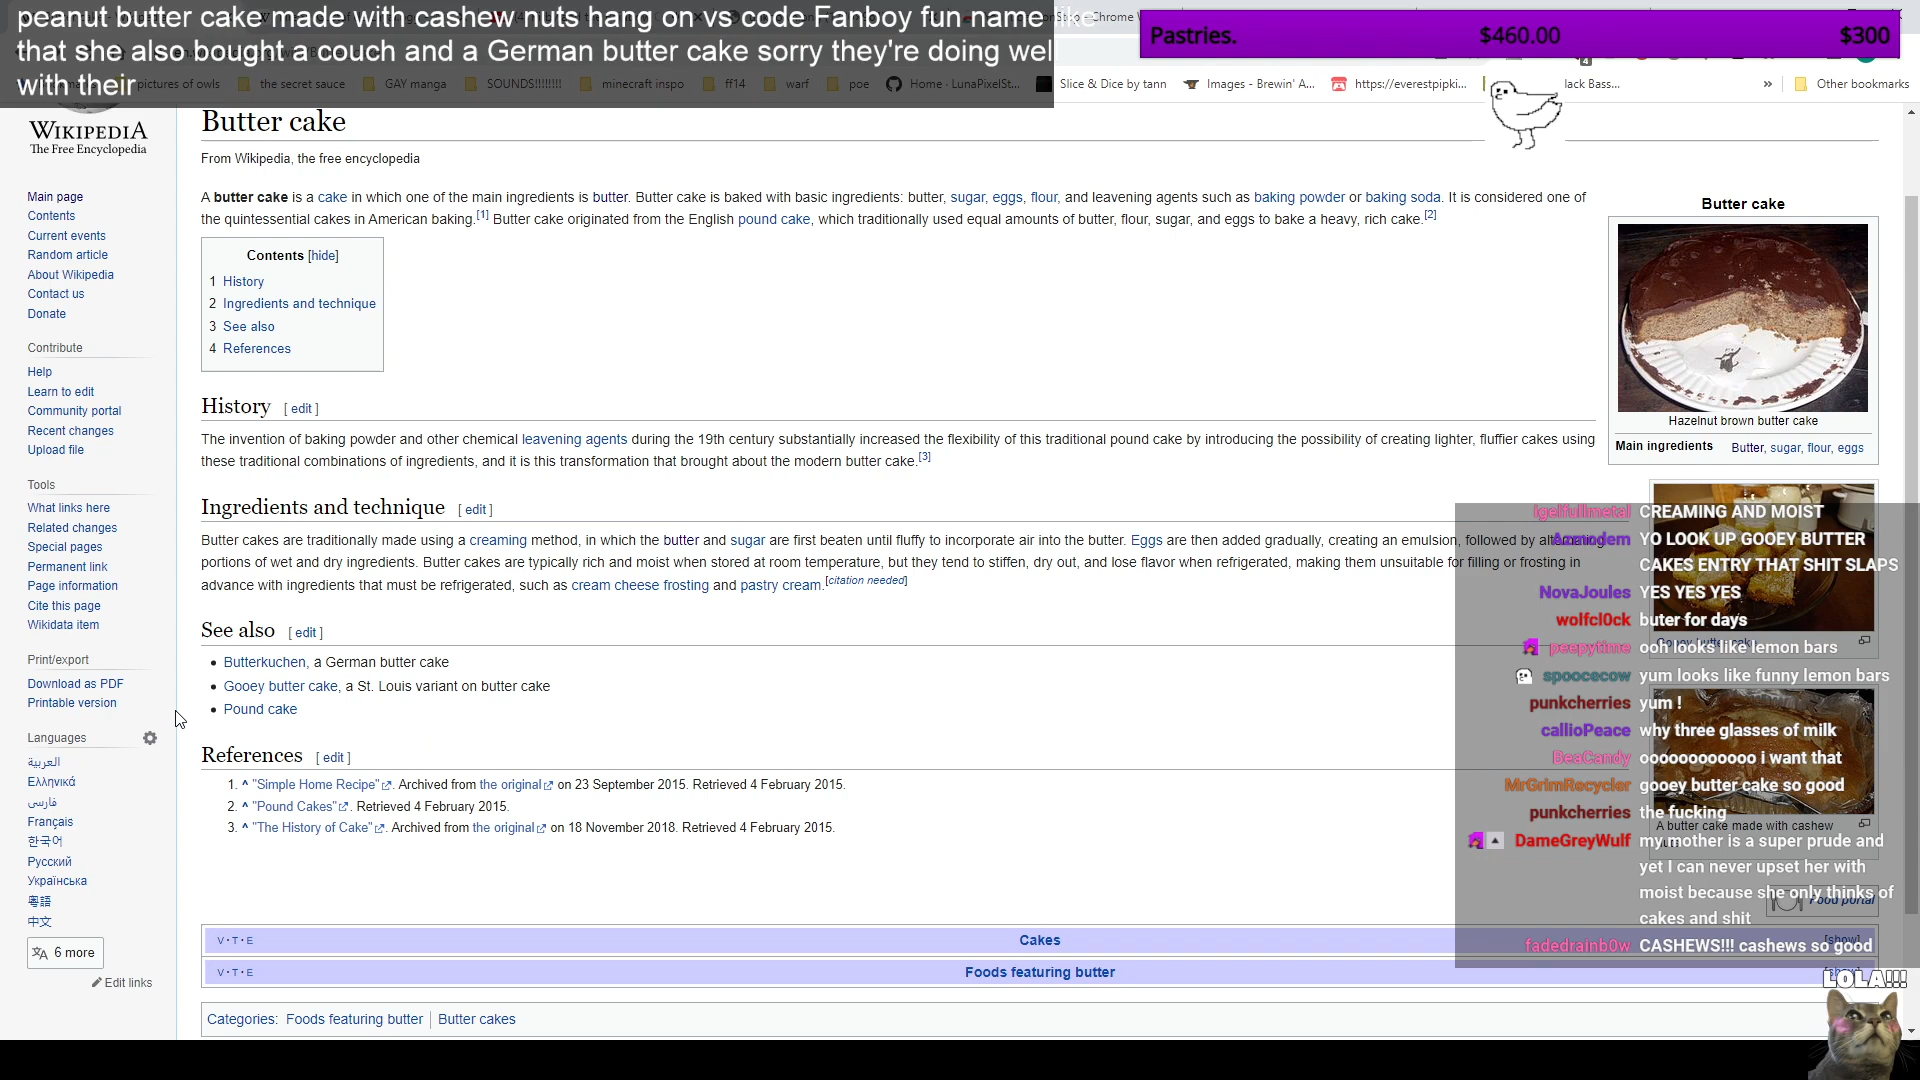 peanut butter cake made with cashew nuts hang on vs code Fanboy fun name like
that she also bought a couch and a German butter cake sorry they're doing well
with their
Chrome
Pastries. $460.00 $300
4
pictures of owls the secret sauce GAY manga SOUNDS!!!!!!!! minecraft inspo ff14 warf poe Home · LunaPixelSt... Slice & Dice by tann Images - Brewin' A... https://everestpipki... lack Bass... » Other bookmarks
WIKIPEDIA
The Free Encyclopedia
Main page
Contents
Current events
Random article
About Wikipedia
Contact us
Donate
Contribute
Help
Learn to edit
Community portal
Recent changes
Upload file
Tools
What links here
Related changes
Special pages
Permanent link
Page information
Cite this page
Wikidata item
Print/export
Download as PDF
Printable version
Languages
العربية
Ελληνικά
فارسی
Français
한국어
Русский
Українська
粵語
中文
6 more
Edit links
Butter cake
From Wikipedia, the free encyclopedia
A butter cake is a cake in which one of the main ingredients is butter. Butter cake is baked with basic ingredients: butter, sugar, eggs, flour, and leavening agents such as baking powder or baking soda. It is considered one of
the quintessential cakes in American baking.[1] Butter cake originated from the English pound cake, which traditionally used equal amounts of butter, flour, sugar, and eggs to bake a heavy, rich cake.[2]
Contents [hide]
1 History
2 Ingredients and technique
3 See also
4 References
Butter cake
Hazelnut brown butter cake
Main ingredients Butter, sugar, flour, eggs
History [ edit ]
The invention of baking powder and other chemical leavening agents during the 19th century substantially increased the flexibility of this traditional pound cake by introducing the possibility of creating lighter, fluffier cakes using
these traditional combinations of ingredients, and it is this transformation that brought about the modern butter cake.[3]
Ingredients and technique [ edit ]
Butter cakes are traditionally made using a creaming method, in which the butter and sugar are first beaten until fluffy to incorporate air into the butter. Eggs are then added gradually, creating an emulsion, followed by alternating
portions of wet and dry ingredients. Butter cakes are typically rich and moist when stored at room temperature, but they tend to stiffen, dry out, and lose flavor when refrigerated, making them unsuitable for filling or frosting in
advance with ingredients that must be refrigerated, such as cream cheese frosting and pastry cream.[citation needed]
See also [ edit ]
• Butterkuchen, a German butter cake
• Gooey butter cake, a St. Louis variant on butter cake
• Pound cake
References [ edit ]
1. ^ "Simple Home Recipe". Archived from the original on 23 September 2015. Retrieved 4 February 2015.
2. ^ "Pound Cakes". Retrieved 4 February 2015.
3. ^ "The History of Cake". Archived from the original on 18 November 2018. Retrieved 4 February 2015.
igelfullmetal CREAMING AND MOIST
Azmodem YO LOOK UP GOOEY BUTTER
CAKES ENTRY THAT SHIT SLAPS
NovaJoules YES YES YES
wolfcl0ck buter for days
Gooey butter cake
peepytime ooh looks like lemon bars
spoocecow yum looks like funny lemon bars
punkcherries yum !
callioPeace why three glasses of milk
BeaCandy oooooooooooo i want that
MrGrimRecycler gooey butter cake so good
punkcherries the fucking
A butter cake made with cashew
DameGreyWulf my mother is a super prude and
yet I can never upset her with
moist because she only thinks of
cakes and shit
Food portal
fadedrainb0w CASHEWS!!! cashews so good
V·T·E Cakes [show]
V·T·E Foods featuring butter [show]
LOLA!!!
Categories: Foods featuring butter | Butter cakes